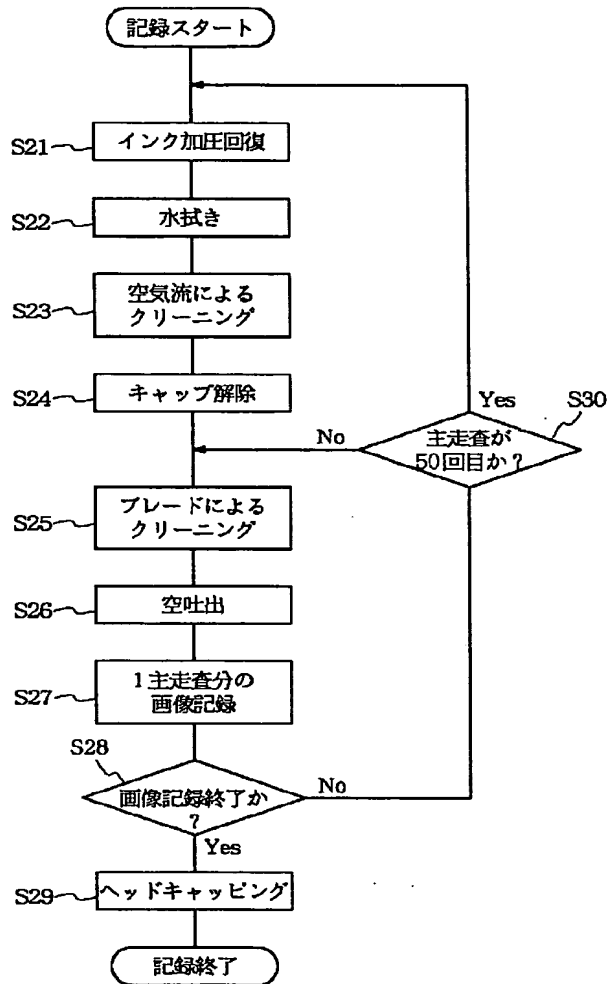 記録スタート
S21
インク加圧回復
S22
水拭き
S23
空気流による
クリーニング
S24
キャップ解除
Yes
S30
No
主走査が
50回目か？
S25
ブレードによる
クリーニング
S26
空吐出
S27
1主走査分の
画像記録
S28
No
画像記録終了か
？
Yes
S29
ヘッドキャッピング
記録終了